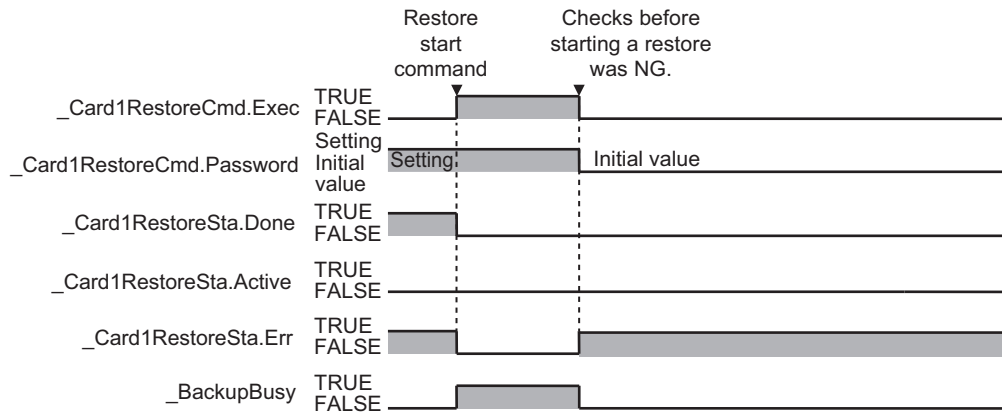 Restore
start
command
Checks before
starting a restore
was NG.
_Card1RestoreCmd.Exec
TRUE
FALSE
_Card1RestoreCmd.Password
Setting
Initial
value
Setting
Initial value
_Card1RestoreSta.Done
TRUE
FALSE
_Card1RestoreSta.Active
TRUE
FALSE
_Card1RestoreSta.Err
TRUE
FALSE
_BackupBusy
TRUE
FALSE